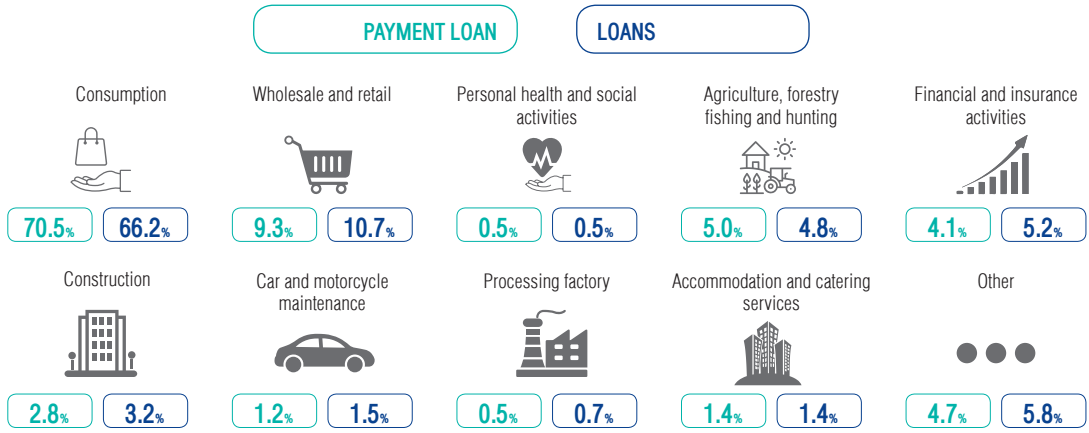 PAYMENT LOAN
LOANS
Consumption
70.5%
66.2%
Wholesale and retail
9.3%
10.7%
Personal health and social
activities
0.5%
0.5%
Agriculture, forestry
fishing and hunting
5.0%
4.8%
Financial and insurance
activities
4.1%
5.2%
Construction
2.8%
3.2%
Car and motorcycle
maintenance
1.2%
1.5%
Processing factory
0.5%
0.7%
Accommodation and catering
services
1.4%
1.4%
Other
4.7%
5.8%